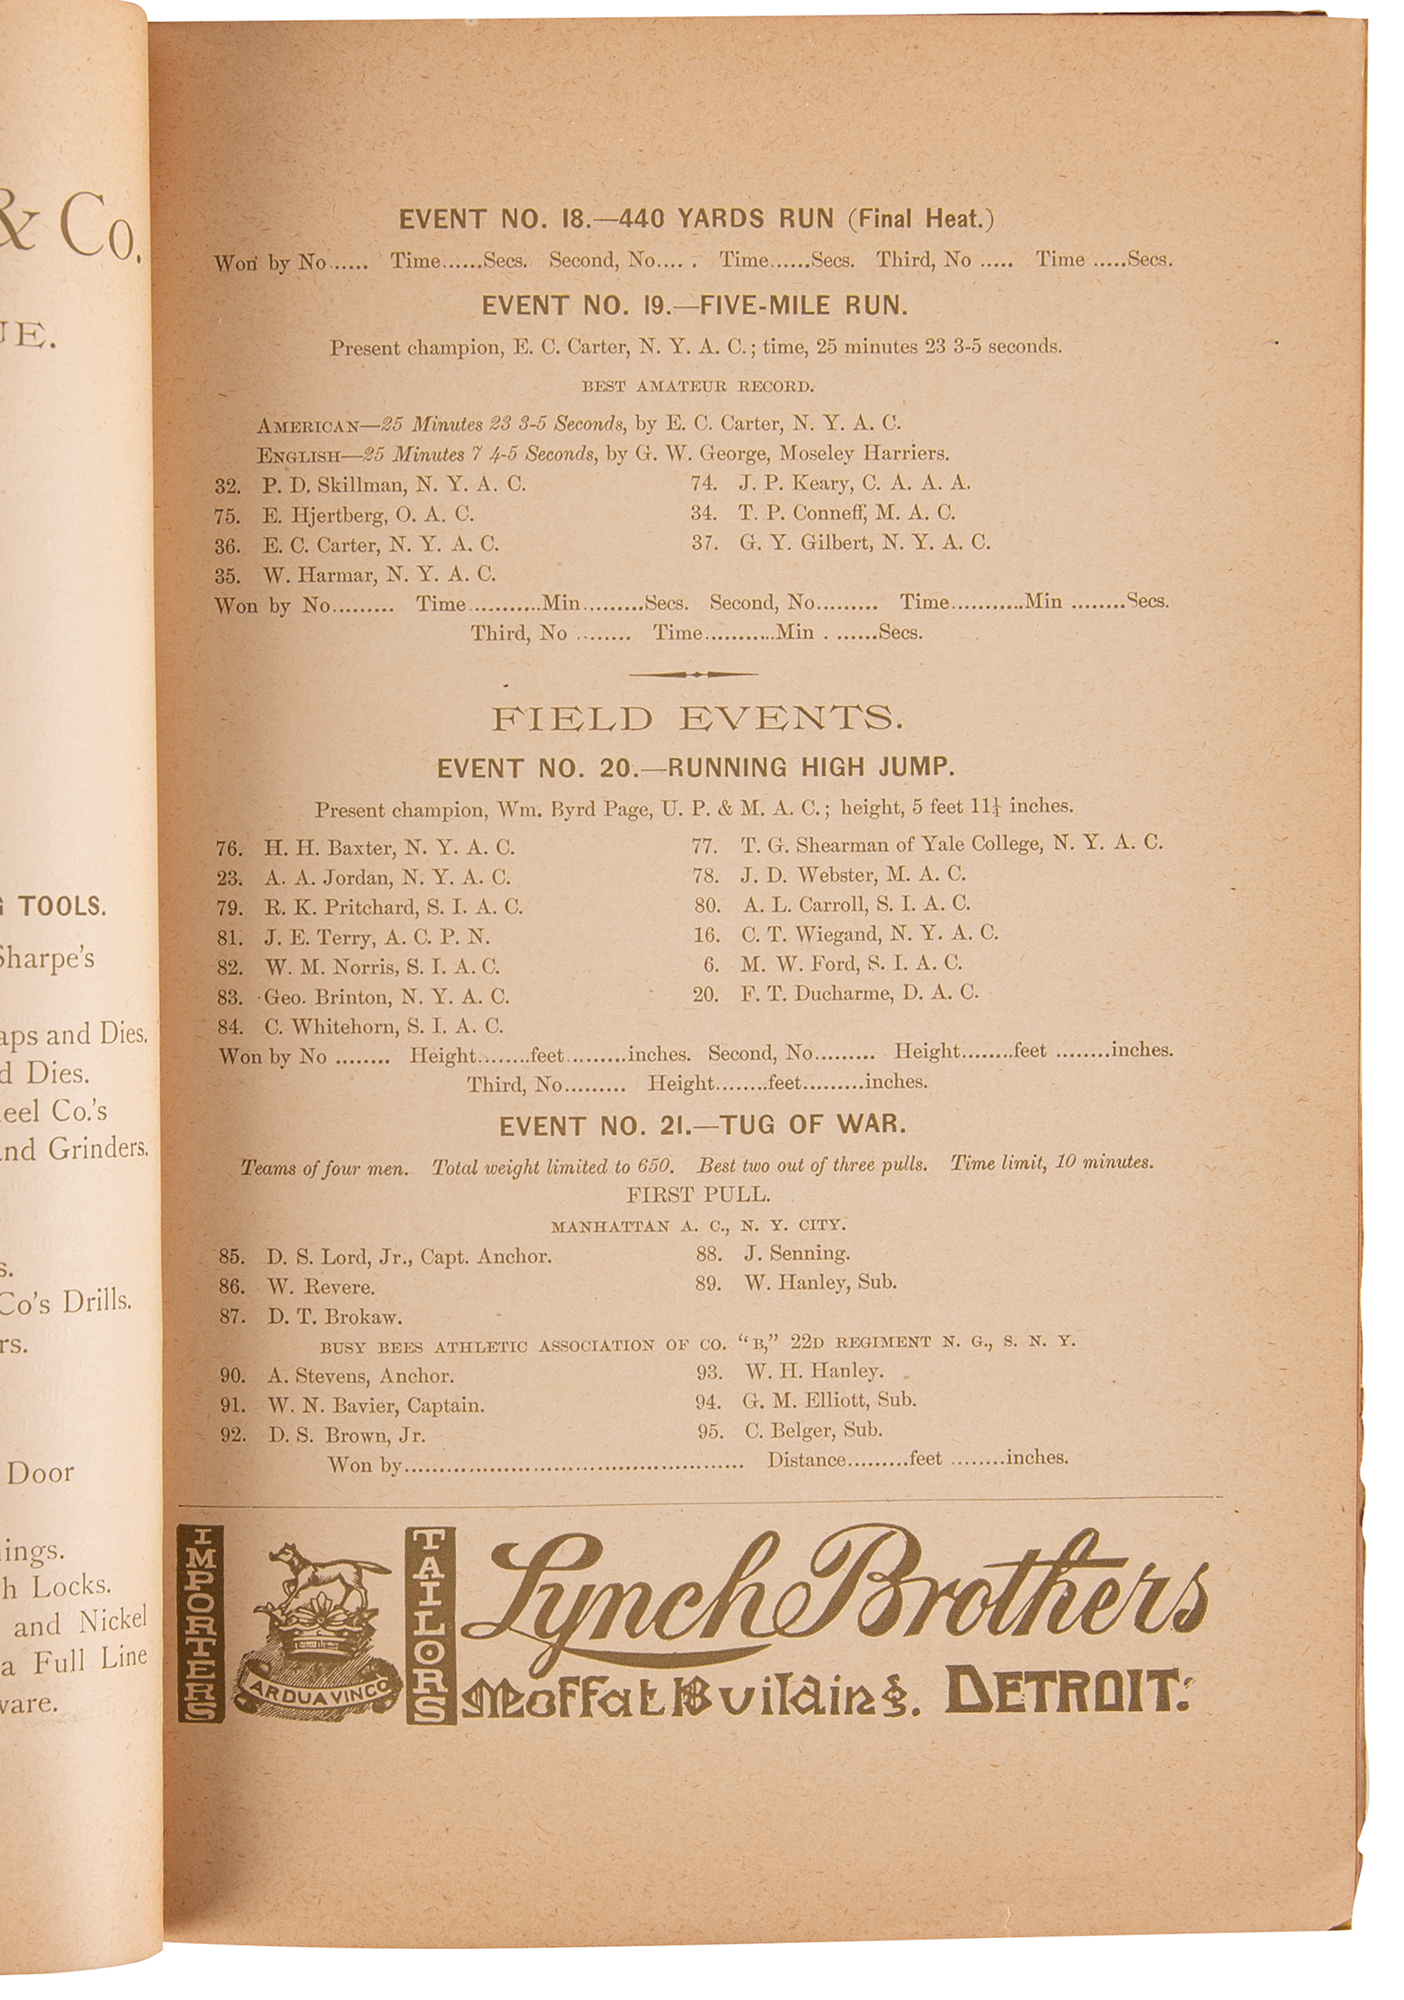 & Co.
UE.
TOOLS.
Sharpe's
aps and Dies.
d Dies.
eel Co.'s
nd Grinders.
s.
Co's Drills.
rs.
Door
ings.
h Locks.
and Nickel
a Full Line
ware.
EVENT NO. 18.—440 YARDS RUN (Final Heat.)
Won by No...... Time......Secs. Second, No.... . Time......Secs. Third, No ..... Time .....Secs.
EVENT NO. 19.—FIVE-MILE RUN.
Present champion, E. C. Carter, N. Y. A. C.; time, 25 minutes 23 3-5 seconds.
BEST AMATEUR RECORD.
AMERICAN—25 Minutes 23 3-5 Seconds, by E. C. Carter, N. Y. A. C.
ENGLISH—25 Minutes 7 4-5 Seconds, by G. W. George, Moseley Harriers.
32. P. D. Skillman, N. Y. A. C. 74. J. P. Keary, C. A. A. A.
75. E. Hjertberg, O. A. C. 34. T. P. Conneff, M. A. C.
36. E. C. Carter, N. Y. A. C. 37. G. Y. Gilbert, N. Y. A. C.
35. W. Harmar, N. Y. A. C.
Won by No......... Time...........Min.........Secs. Second, No......... Time...........Min ........Secs.
Third, No ........ Time...........Min . ......Secs.
FIELD EVENTS.
EVENT NO. 20.—RUNNING HIGH JUMP.
Present champion, Wm. Byrd Page, U. P. & M. A. C.; height, 5 feet 11¼ inches.
76. H. H. Baxter, N. Y. A. C. 77. T. G. Shearman of Yale College, N. Y. A. C.
23. A. A. Jordan, N. Y. A. C. 78. J. D. Webster, M. A. C.
79. R. K. Pritchard, S. I. A. C. 80. A. L. Carroll, S. I. A. C.
81. J. E. Terry, A. C. P. N. 16. C. T. Wiegand, N. Y. A. C.
82. W. M. Norris, S. I. A. C. 6. M. W. Ford, S. I. A. C.
83. Geo. Brinton, N. Y. A. C. 20. F. T. Ducharme, D. A. C.
84. C. Whitehorn, S. I. A. C.
Won by No ........ Height........feet.........inches. Second, No......... Height........feet ........inches.
Third, No......... Height........feet.........inches.
EVENT NO. 21.—TUG OF WAR.
Teams of four men. Total weight limited to 650. Best two out of three pulls. Time limit, 10 minutes.
FIRST PULL.
MANHATTAN A. C., N. Y. CITY.
85. D. S. Lord, Jr., Capt. Anchor. 88. J. Senning.
86. W. Revere. 89. W. Hanley, Sub.
87. D. T. Brokaw.
BUSY BEES ATHLETIC ASSOCIATION OF CO. "B," 22D REGIMENT N. G., S. N. Y.
90. A. Stevens, Anchor. 93. W. H. Hanley.
91. W. N. Bavier, Captain. 94. G. M. Elliott, Sub.
92. D. S. Brown, Jr. 95. C. Belger, Sub.
Won by............................................... Distance.........feet ........inches.
IMPORTERS
ARDUA VINCO
TAILORS
Lynch Brothers
Moffat Building. DETROIT.